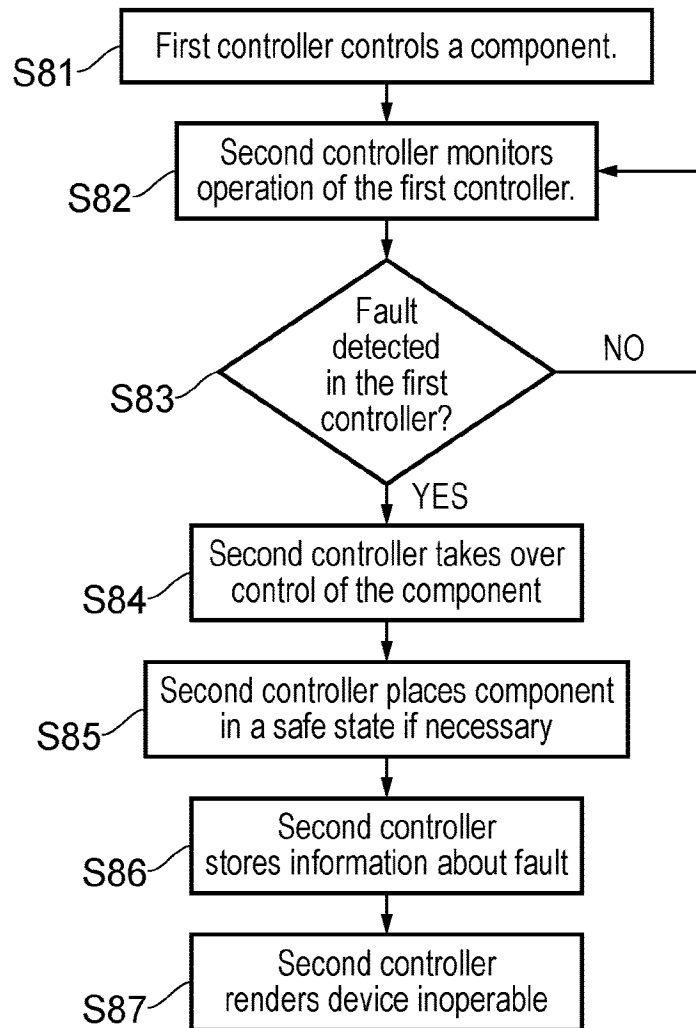 First controller controls a component.
S81
Second controller monitors
operation of the first controller.
S82
Fault
detected
in the first
controller?
NO
S83
YES
Second controller takes over
control of the component
S84
Second controller places component
in a safe state if necessary
S85
Second controller
stores information about fault
S86
Second controller
renders device inoperable
S87